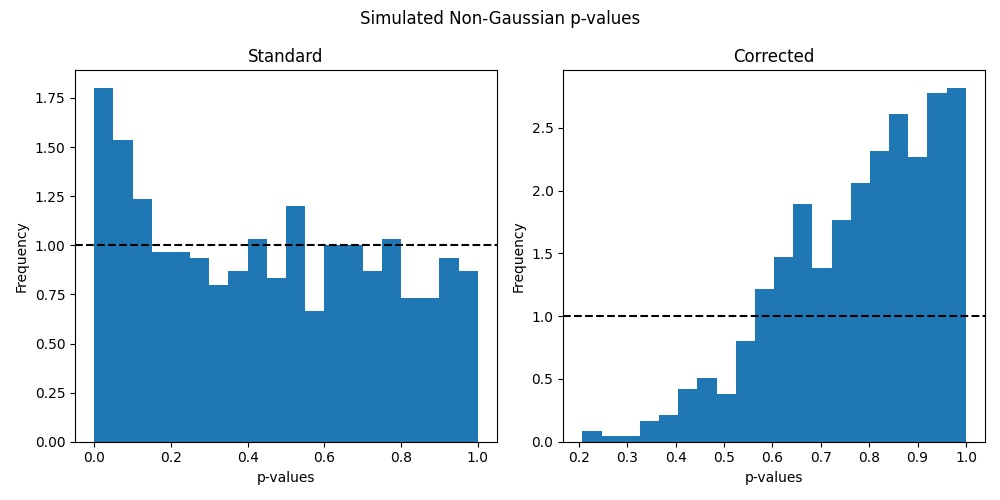 Simulated Non-Gaussian p-values
Standard
Frequency
1.75
1.50
1.25
1.00
0.75
0.50
0.25
0.00
0.0 0.2 0.4 0.6 0.8 1.0
p-values
Corrected
Frequency
2.5
2.0
1.5
1.0
0.5
0.0
0.2 0.3 0.4 0.5 0.6 0.7 0.8 0.9 1.0
p-values